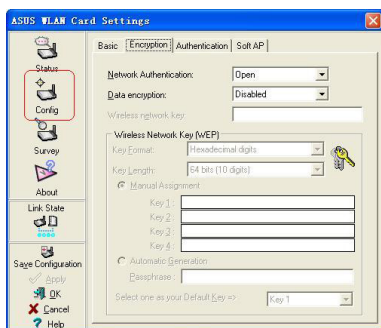 ASUS WLAN Card Settings
Status
Config
Survey
About
Link State
Save Configuration
Apply
OK
Cancel
Help
Basic Encryption Authentication Soft AP
Network Authentication: Open
Data encryption: Disabled
Wireless network key:
Wireless Network Key (WEP)
Key Format: Hexadecimal digits
Key Length: 64 bits (10 digits)
Manual Assignment
Key 1:
Key 2:
Key 3:
Key 4:
Automatic Generation
Passphrase:
Select one as your Default Key => Key 1